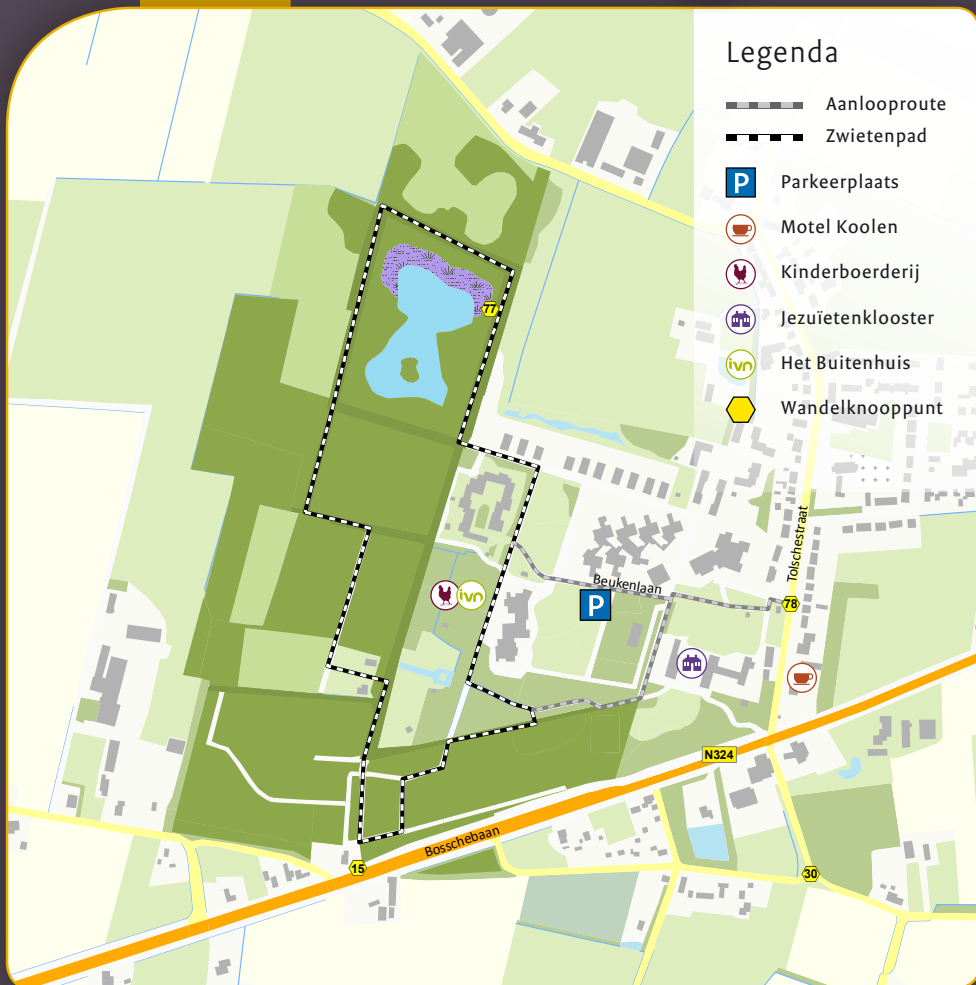 Legenda
Aanlooproute
Zwietenpad
P Parkeerplaats
Motel Koolen
Kinderboerderij
Jezuïetenklooster
ivn Het Buitenhuis
Wandelknooppunt
77
Tolschestraat
Beukenlaan
ivn
P
78
N324
Bosschebaan
15
30